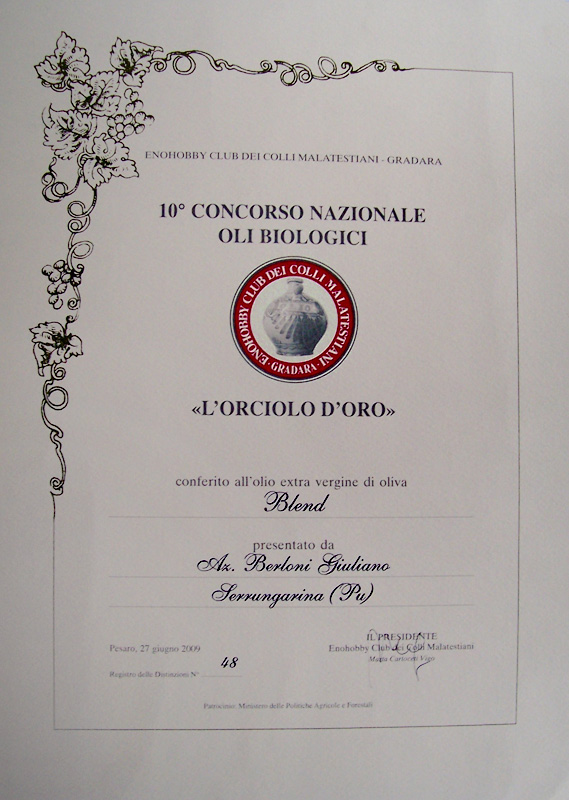 ENOHOBBY CLUB DEI COLLI MALATESTIANI - GRADARA
10° CONCORSO NAZIONALE
OLI BIOLOGICI
ENOHOBBY CLUB DEI COLLI MALATESTIANI
- GRADARA -
«L'ORCIOLO D'ORO»
conferito all'olio extra vergine di oliva
Blend
presentato da
Az. Berloni Giuliano
Serrungarina (Pu)
Pesaro, 27 giugno 2009
IL PRESIDENTE
Enohobby Club dei Colli Malatestiani
Registro delle Distinzioni N° 48
Patrocinio: Ministero delle Politiche Agricole e Forestali